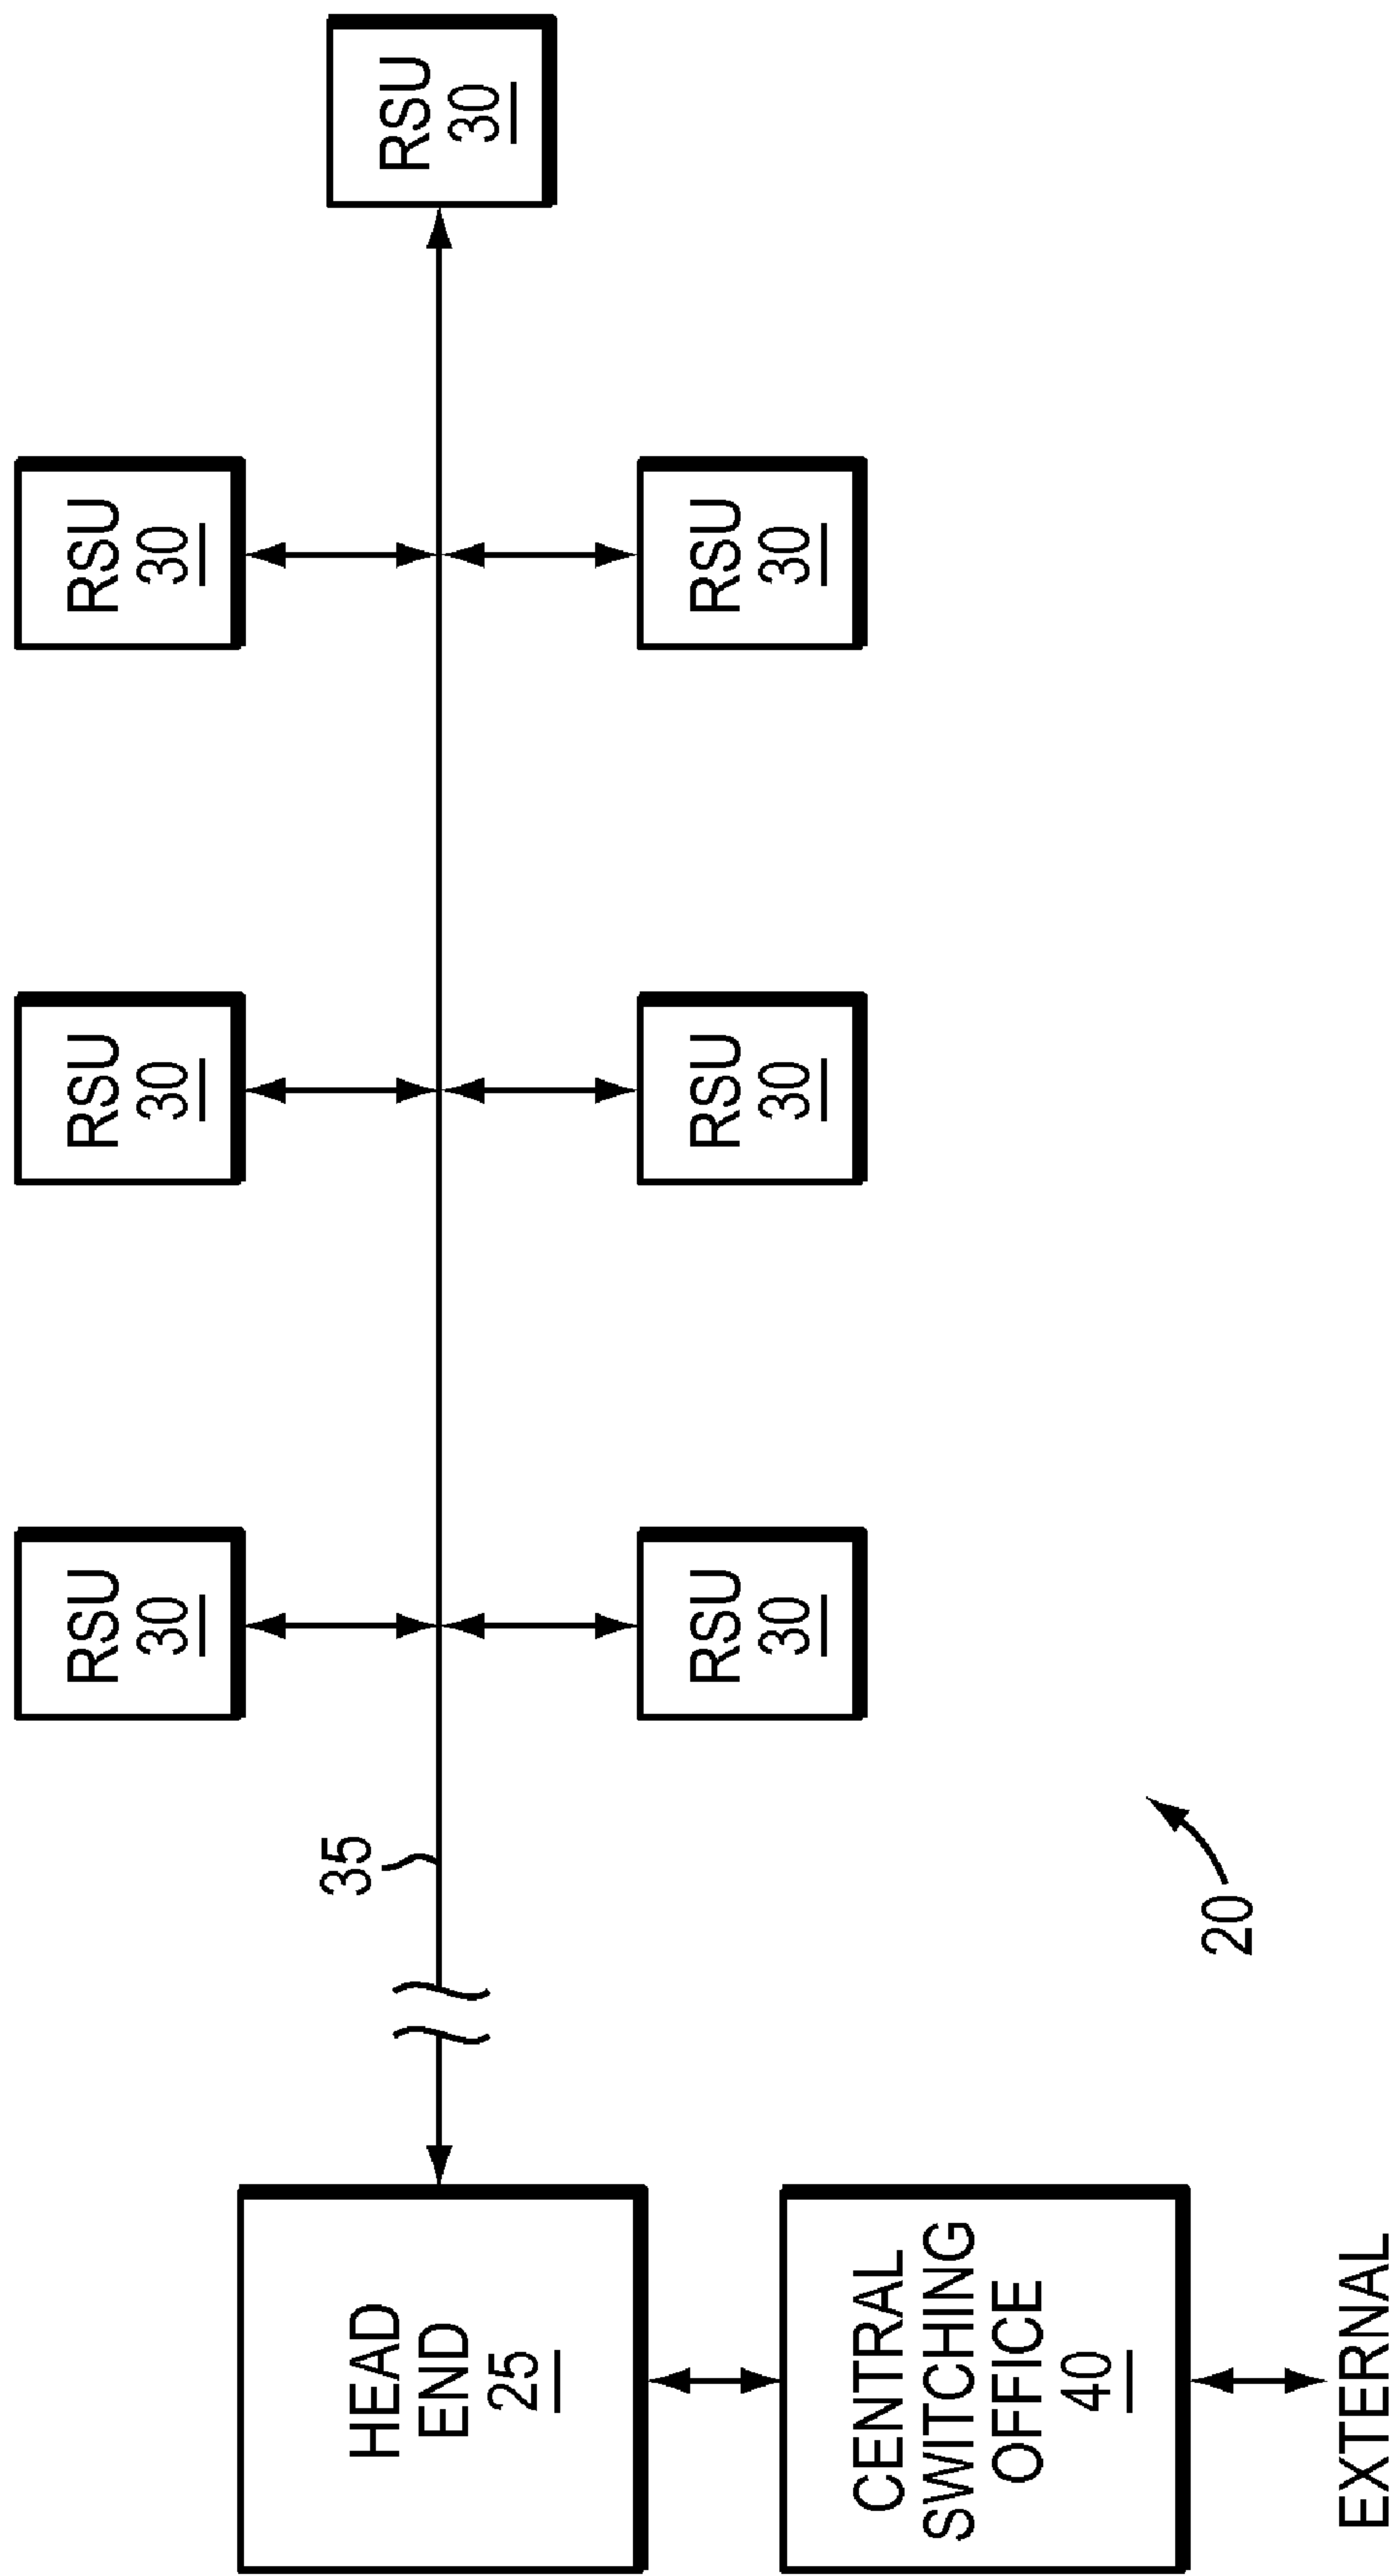 RSU
30
RSU
30
RSU
30
RSU
30
35
HEAD
END
25
RSU
30
RSU
30
RSU
30
CENTRAL
SWITCHING
OFFICE
40
20
EXTERNAL